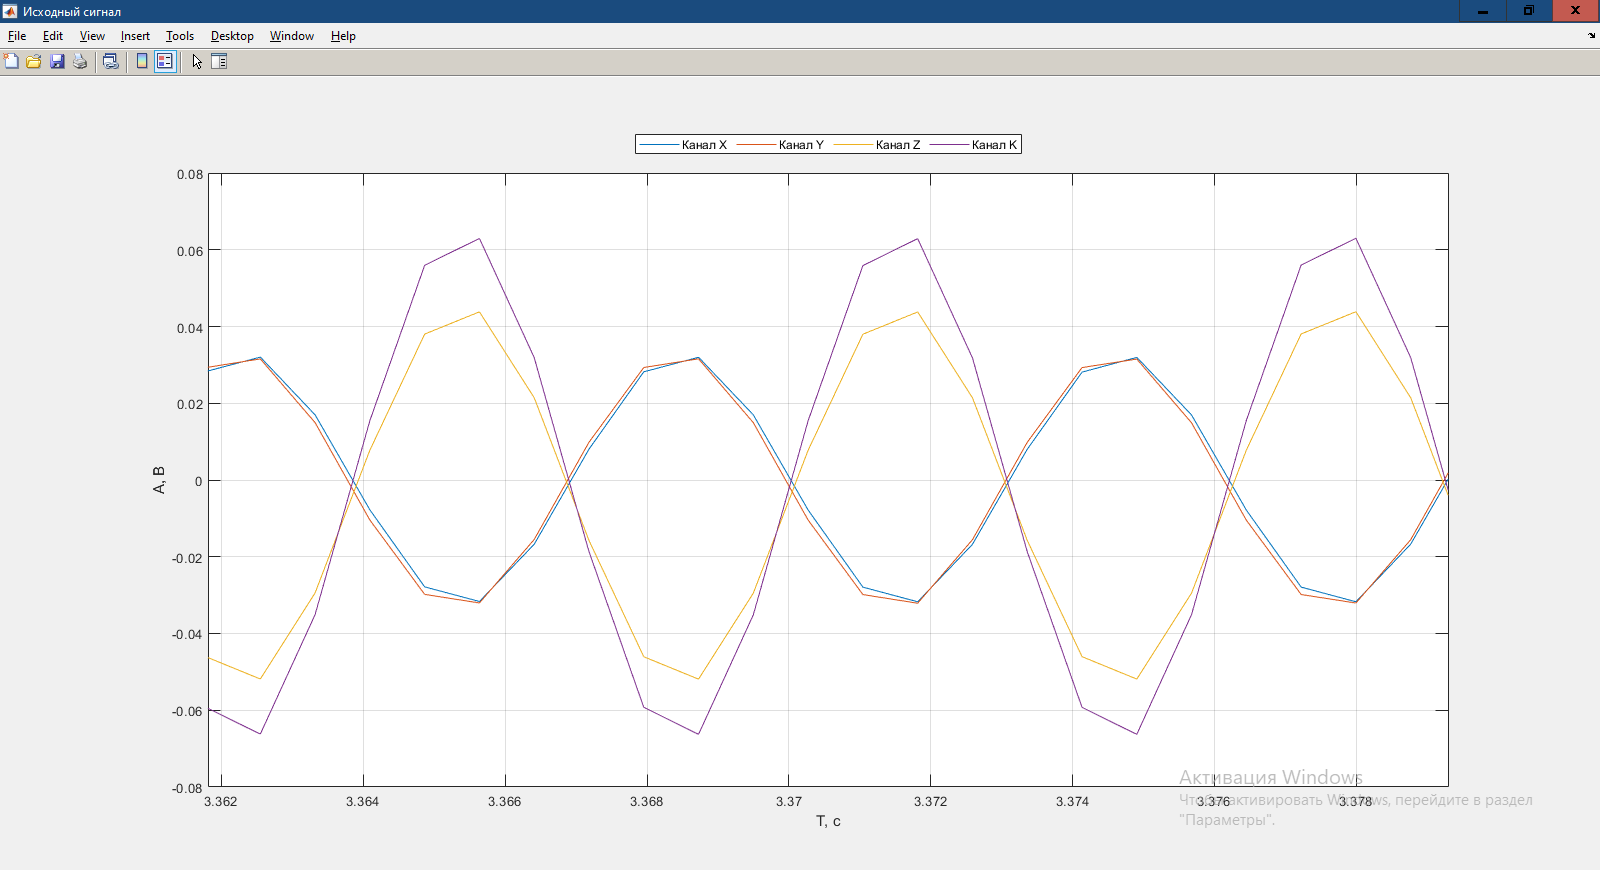 Исходный сигнал
File Edit View Insert Tools Desktop Window Help
Канал X Канал Y Канал Z Канал K
0.08
0.06
0.04
0.02
0
-0.02
-0.04
-0.06
-0.08
A, В
3.362 3.364 3.366 3.368 3.37 3.372 3.374 3.376 3.378
T, c
Активация Windows
Чтобы активировать Windows, перейдите в раздел
"Параметры".